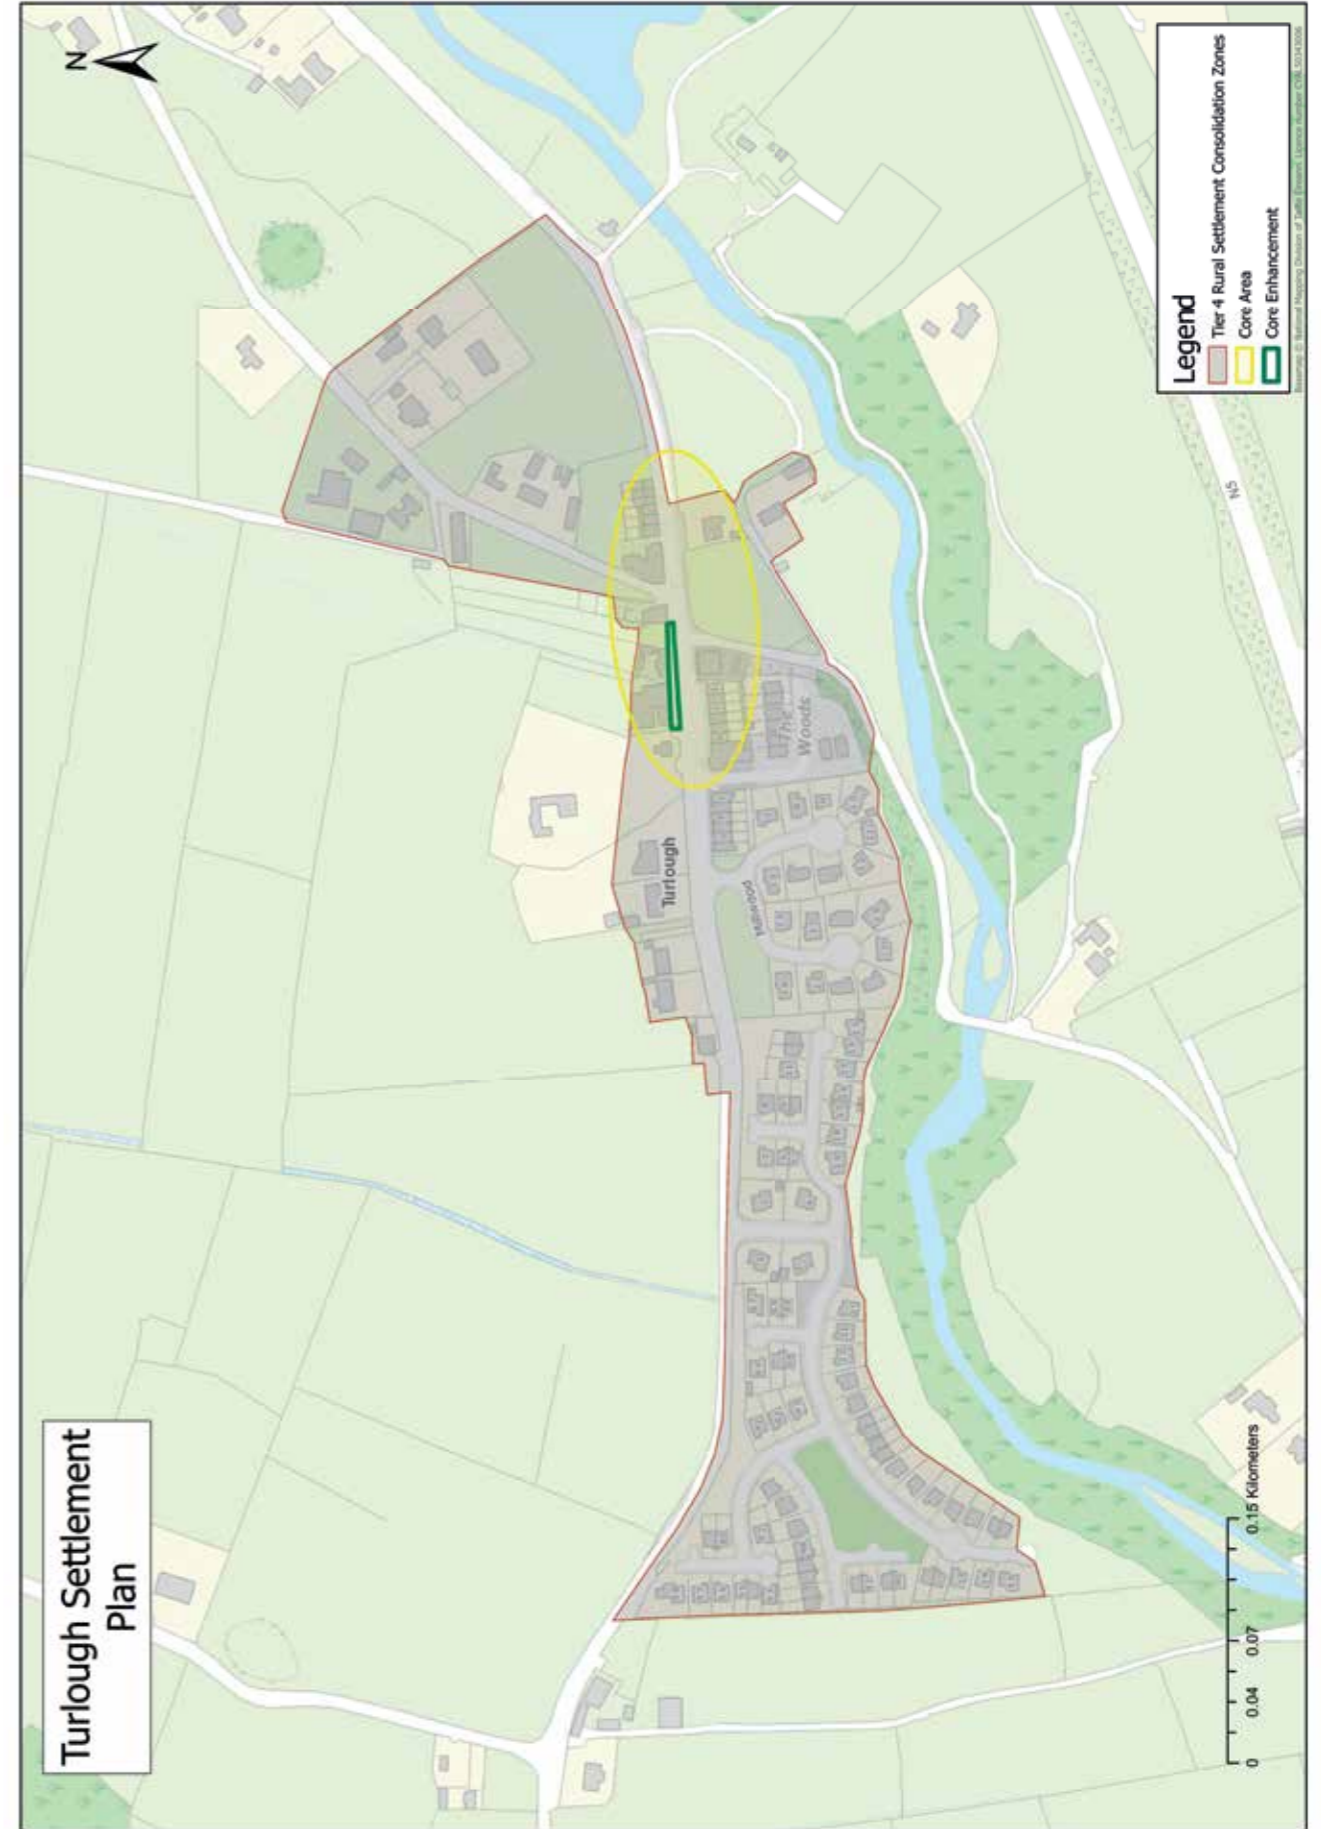 Turlough Settlement
Plan
N
Turlough
Millwood
The
Woods
N5
Legend
Tier 4 Rural Settlement Consolidation Zones
Core Area
Core Enhancement
0 0.04 0.07 0.15 Kilometers